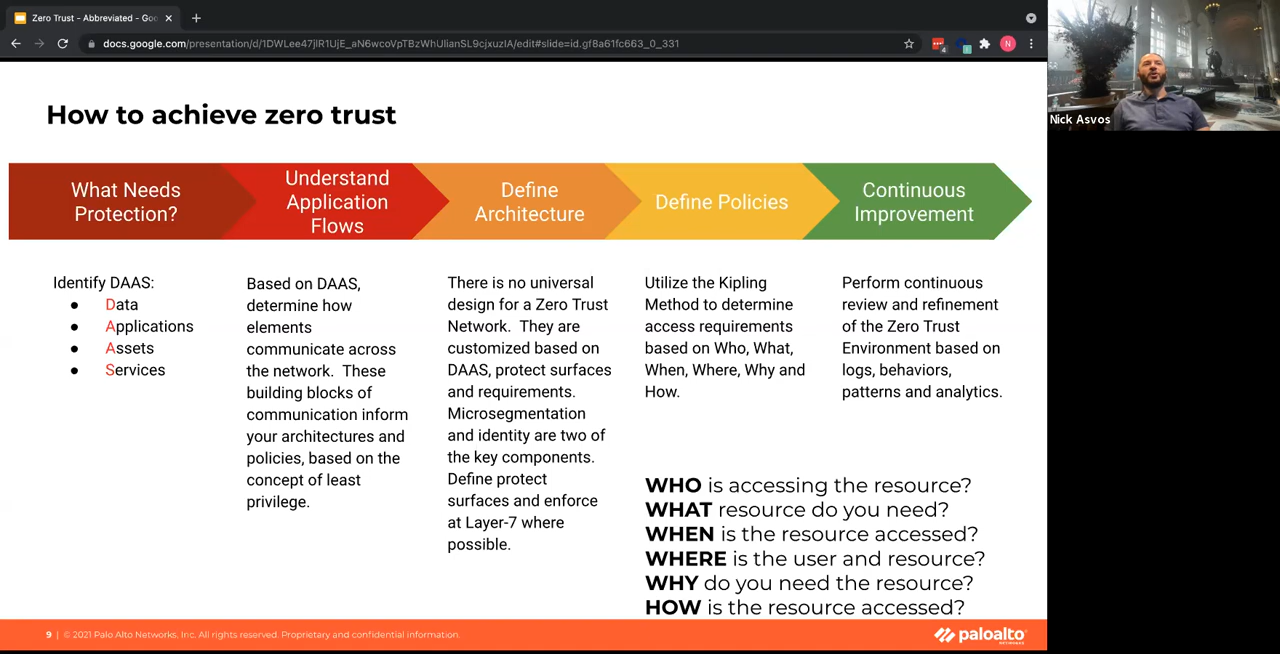 Zero Trust - Abbreviated - Goo
docs.google.com/presentation/d/1DWLee47jlR1UjE_aN6wcoVpTBzWhUlianSL9cjxuzIA/edit#slide=id.gf8a61fc663_0_331
4
1
N
Nick Asvos
How to achieve zero trust
What Needs
Protection?
Understand
Application
Flows
Define
Architecture
Define Policies
Continuous
Improvement
Identify DAAS:
● Data
● Applications
● Assets
● Services
Based on DAAS,
determine how
elements
communicate across
the network. These
building blocks of
communication inform
your architectures and
policies, based on the
concept of least
privilege.
There is no universal
design for a Zero Trust
Network. They are
customized based on
DAAS, protect surfaces
and requirements.
Microsegmentation
and identity are two of
the key components.
Define protect
surfaces and enforce
at Layer-7 where
possible.
Utilize the Kipling
Method to determine
access requirements
based on Who, What,
When, Where, Why and
How.
WHO is accessing the resource?
WHAT resource do you need?
WHEN is the resource accessed?
WHERE is the user and resource?
WHY do you need the resource?
HOW is the resource accessed?
Perform continuous
review and refinement
of the Zero Trust
Environment based on
logs, behaviors,
patterns and analytics.
9 | © 2021 Palo Alto Networks, Inc. All rights reserved. Proprietary and confidential information.
paloalto
NETWORKS